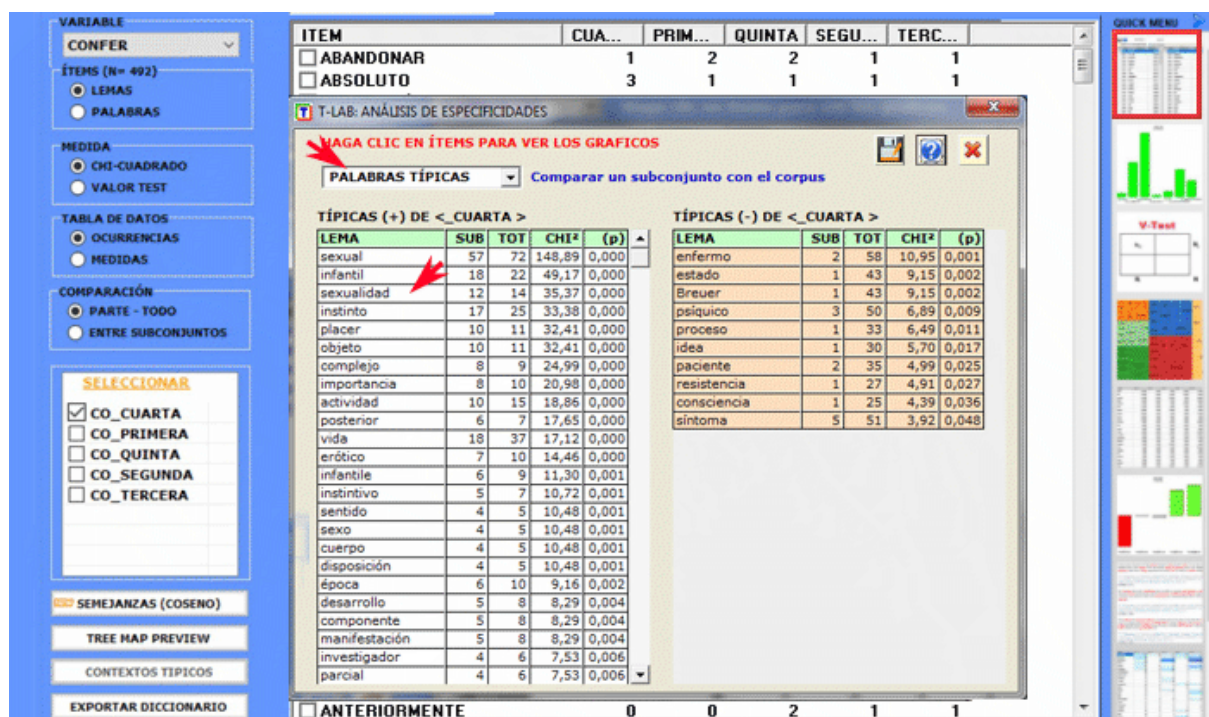 VARIABLE
CONFER
ÍTEMS (N= 492)
LEMAS
PALABRAS
MEDIDA
CHI-CUADRADO
VALOR TEST
TABLA DE DATOS
OCURRENCIAS
MEDIDAS
COMPARACIÓN
PARTE - TODO
ENTRE SUBCONJUNTOS
SELECCIONAR
CO_CUARTA
CO_PRIMERA
CO_QUINTA
CO_SEGUNDA
CO_TERCERA
SEMEJANZAS (COSENO)
TREE MAP PREVIEW
CONTEXTOS TIPICOS
EXPORTAR DICCIONARIO
ITEM CUA... PRIM... QUINTA SEGU... TERC...
ABANDONAR 1 2 2 1 1
ABSOLUTO 3 1 1 1 1
T-LAB: ANÁLISIS DE ESPECIFICIDADES
HAGA CLIC EN ÍTEMS PARA VER LOS GRAFICOS
PALABRAS TÍPICAS Comparar un subconjunto con el corpus
TÍPICAS (+) DE <_CUARTA >
LEMA SUB TOT CHI² (p)
sexual 57 72 148,89 0,000
infantil 18 22 49,17 0,000
sexualidad 12 14 35,37 0,000
instinto 17 25 33,38 0,000
placer 10 11 32,41 0,000
objeto 10 11 32,41 0,000
complejo 8 9 24,99 0,000
importancia 8 10 20,98 0,000
actividad 10 15 18,86 0,000
posterior 6 7 17,65 0,000
vida 18 37 17,12 0,000
erótico 7 10 14,46 0,000
infantile 6 9 11,30 0,001
instintivo 5 7 10,72 0,001
sentido 4 5 10,48 0,001
sexo 4 5 10,48 0,001
cuerpo 4 5 10,48 0,001
disposición 4 5 10,48 0,001
época 6 10 9,16 0,002
desarrollo 5 8 8,29 0,004
componente 5 8 8,29 0,004
manifestación 5 8 8,29 0,004
investigador 4 6 7,53 0,006
parcial 4 6 7,53 0,006
TÍPICAS (-) DE <_CUARTA >
LEMA SUB TOT CHI² (p)
enfermo 2 58 10,95 0,001
estado 1 43 9,15 0,002
Breuer 1 43 9,15 0,002
psíquico 3 50 6,89 0,009
proceso 1 33 6,49 0,011
idea 1 30 5,70 0,017
paciente 2 35 4,99 0,025
resistencia 1 27 4,91 0,027
consciencia 1 25 4,39 0,036
síntoma 5 51 3,92 0,048
ANTERIORMENTE 0 0 2 1 1
QUICK MENU
V-Test